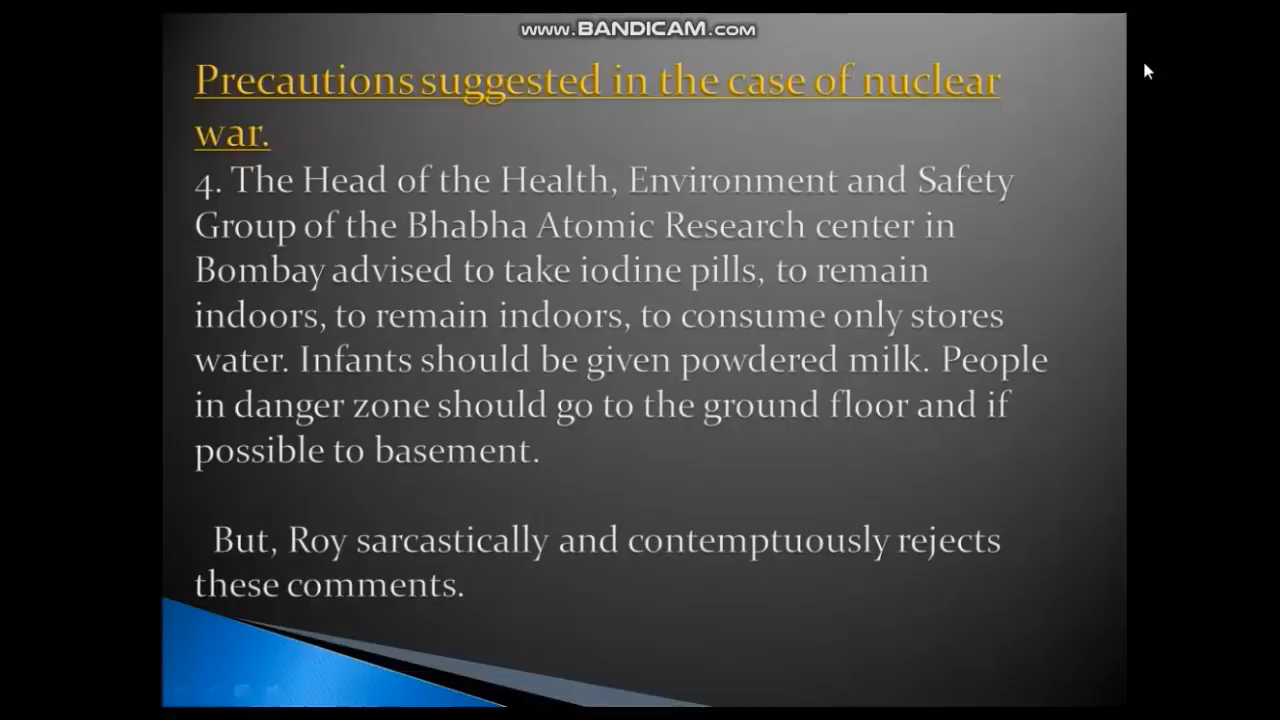 www.BANDICAM.com
Precautions suggested in the case of nuclear
war.
4. The Head of the Health, Environment and Safety
Group of the Bhabha Atomic Research center in
Bombay advised to take iodine pills, to remain
indoors, to remain indoors, to consume only stores
water. Infants should be given powdered milk. People
in danger zone should go to the ground floor and if
possible to basement.
But, Roy sarcastically and contemptuously rejects
these comments.